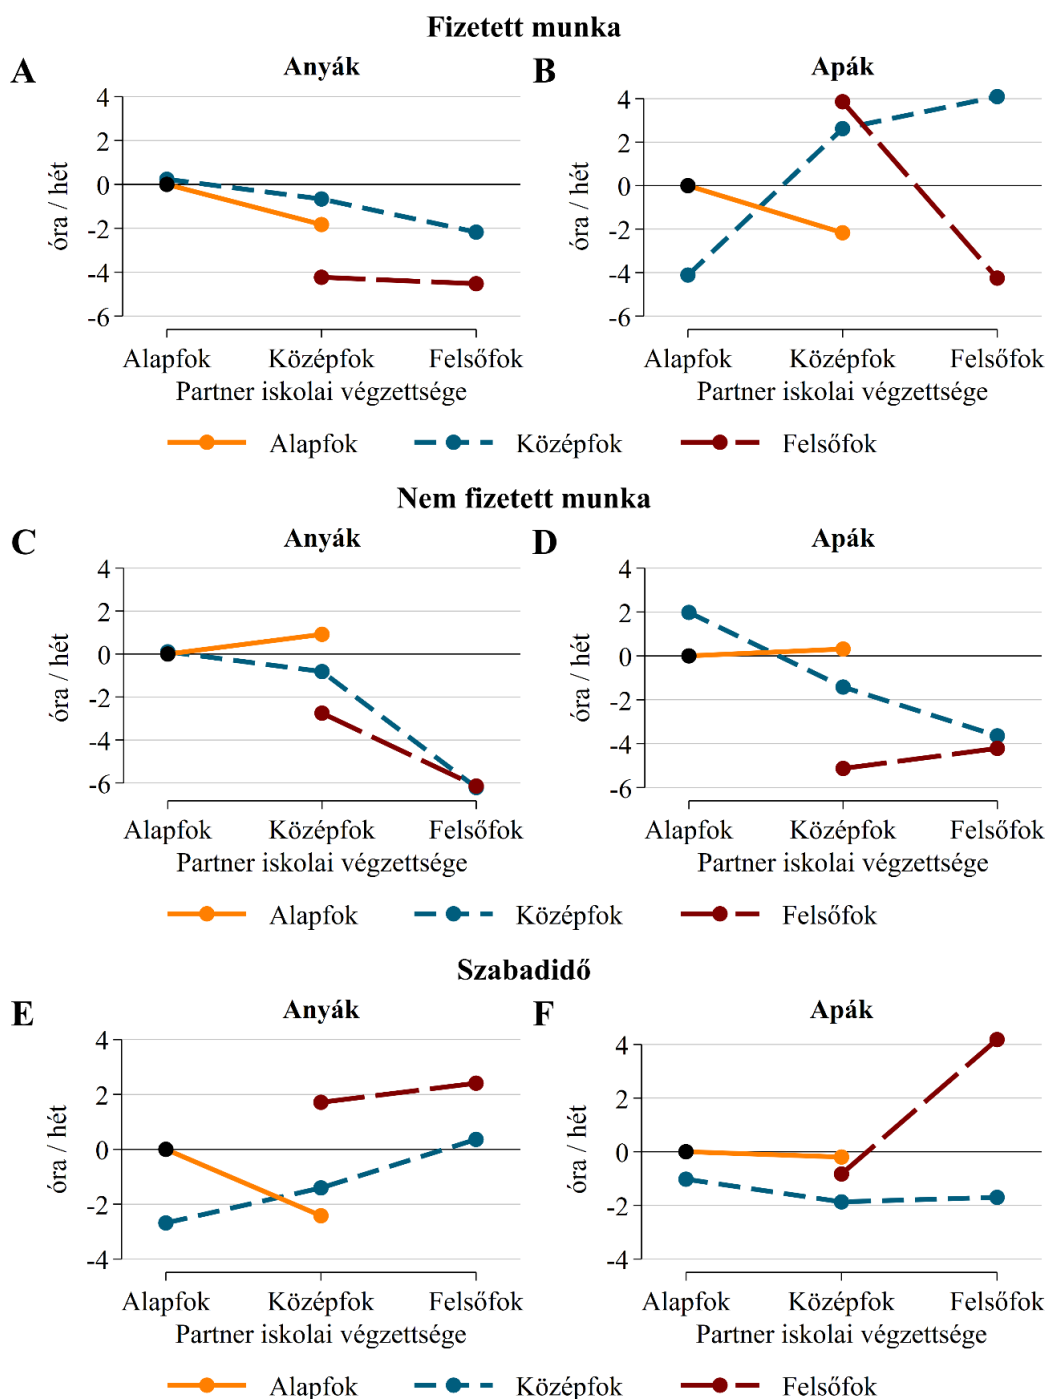 Fizetett munka
A
Anyák
4
2
0
-2
-4
-6
óra / hét
Alapfok Középfok Felsőfok
Partner iskolai végzettsége
Alapfok Középfok Felsőfok
B
Apák
4
2
0
-2
-4
-6
óra / hét
Alapfok Középfok Felsőfok
Partner iskolai végzettsége
Nem fizetett munka
C
Anyák
4
2
0
-2
-4
-6
óra / hét
Alapfok Középfok Felsőfok
Partner iskolai végzettsége
Alapfok Középfok Felsőfok
D
Apák
4
2
0
-2
-4
-6
óra / hét
Alapfok Középfok Felsőfok
Partner iskolai végzettsége
Szabadidő
E
Anyák
4
2
0
-2
-4
óra / hét
Alapfok Középfok Felsőfok
Partner iskolai végzettsége
F
Apák
4
2
0
-2
-4
óra / hét
Alapfok Középfok Felsőfok
Partner iskolai végzettsége
Alapfok Középfok Felsőfok